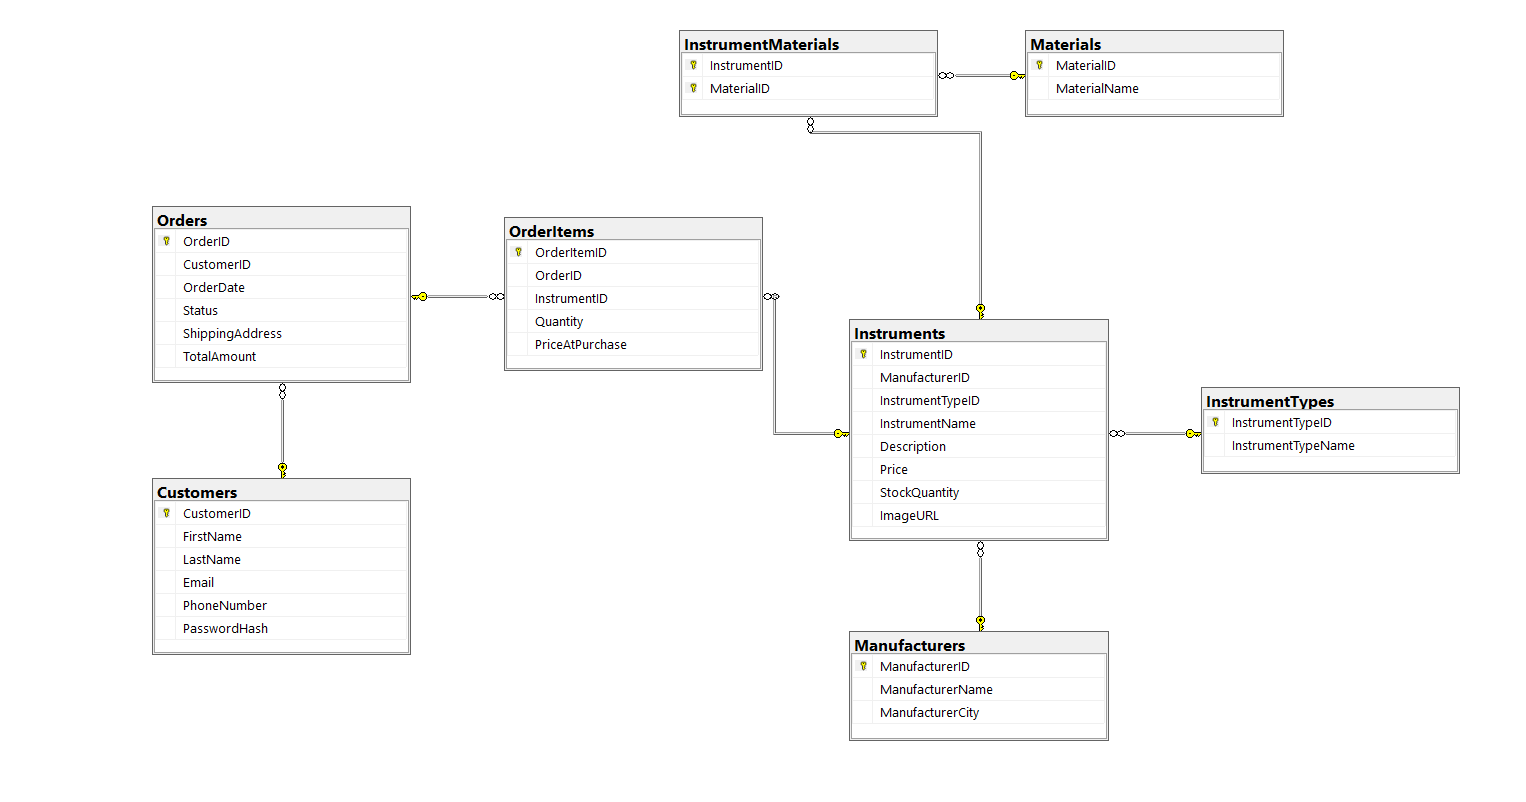 InstrumentMaterials
InstrumentID
MaterialID
Materials
MaterialID
MaterialName
Orders
OrderID
CustomerID
OrderDate
Status
ShippingAddress
TotalAmount
OrderItems
OrderItemID
OrderID
InstrumentID
Quantity
PriceAtPurchase
Instruments
InstrumentID
ManufacturerID
InstrumentTypeID
InstrumentName
Description
Price
StockQuantity
ImageURL
InstrumentTypes
InstrumentTypeID
InstrumentTypeName
Customers
CustomerID
FirstName
LastName
Email
PhoneNumber
PasswordHash
Manufacturers
ManufacturerID
ManufacturerName
ManufacturerCity